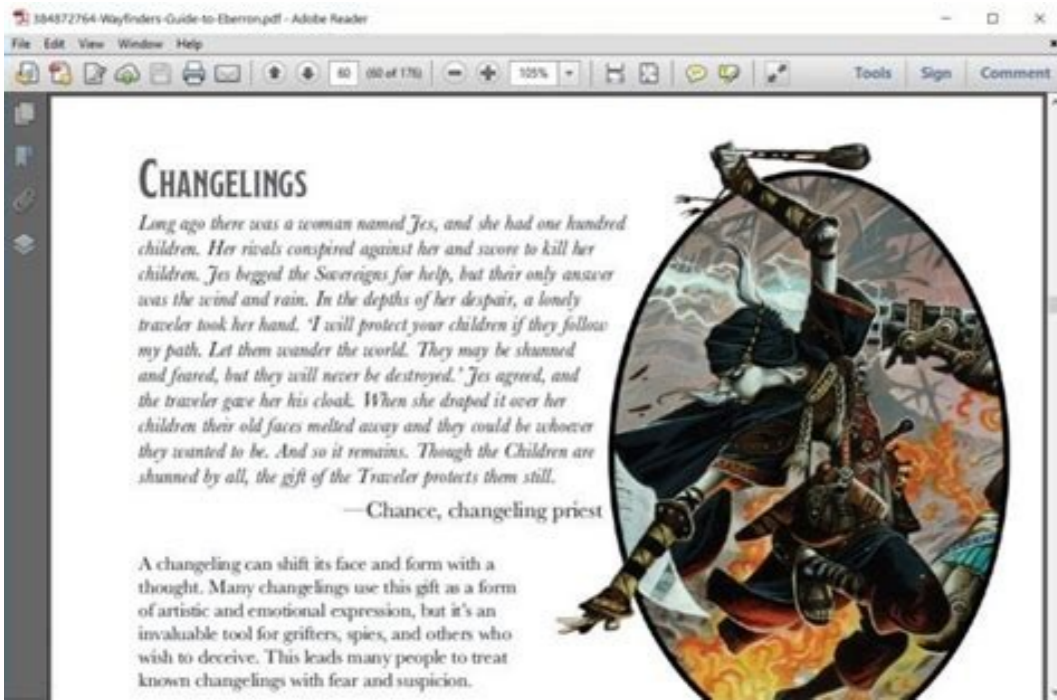 384872764-Wayfinders-Guide-to-Eberron.pdf - Adobe Reader
File Edit View Window Help
60 (60 of 176) 105% Tools Sign Comment
CHANGELINGS
Long ago there was a woman named Jes, and she had one hundred
children. Her rivals conspired against her and swore to kill her
children. Jes begged the Sovereigns for help, but their only answer
was the wind and rain. In the depths of her despair, a lonely
traveler took her hand. ‘I will protect your children if they follow
my path. Let them wander the world. They may be shunned
and feared, but they will never be destroyed.’ Jes agreed, and
the traveler gave her his cloak. When she draped it over her
children their old faces melted away and they could be whoever
they wanted to be. And so it remains. Though the Children are
shunned by all, the gift of the Traveler protects them still.
—Chance, changeling priest
A changeling can shift its face and form with a
thought. Many changelings use this gift as a form
of artistic and emotional expression, but it’s an
invaluable tool for grifters, spies, and others who
wish to deceive. This leads many people to treat
known changelings with fear and suspicion.